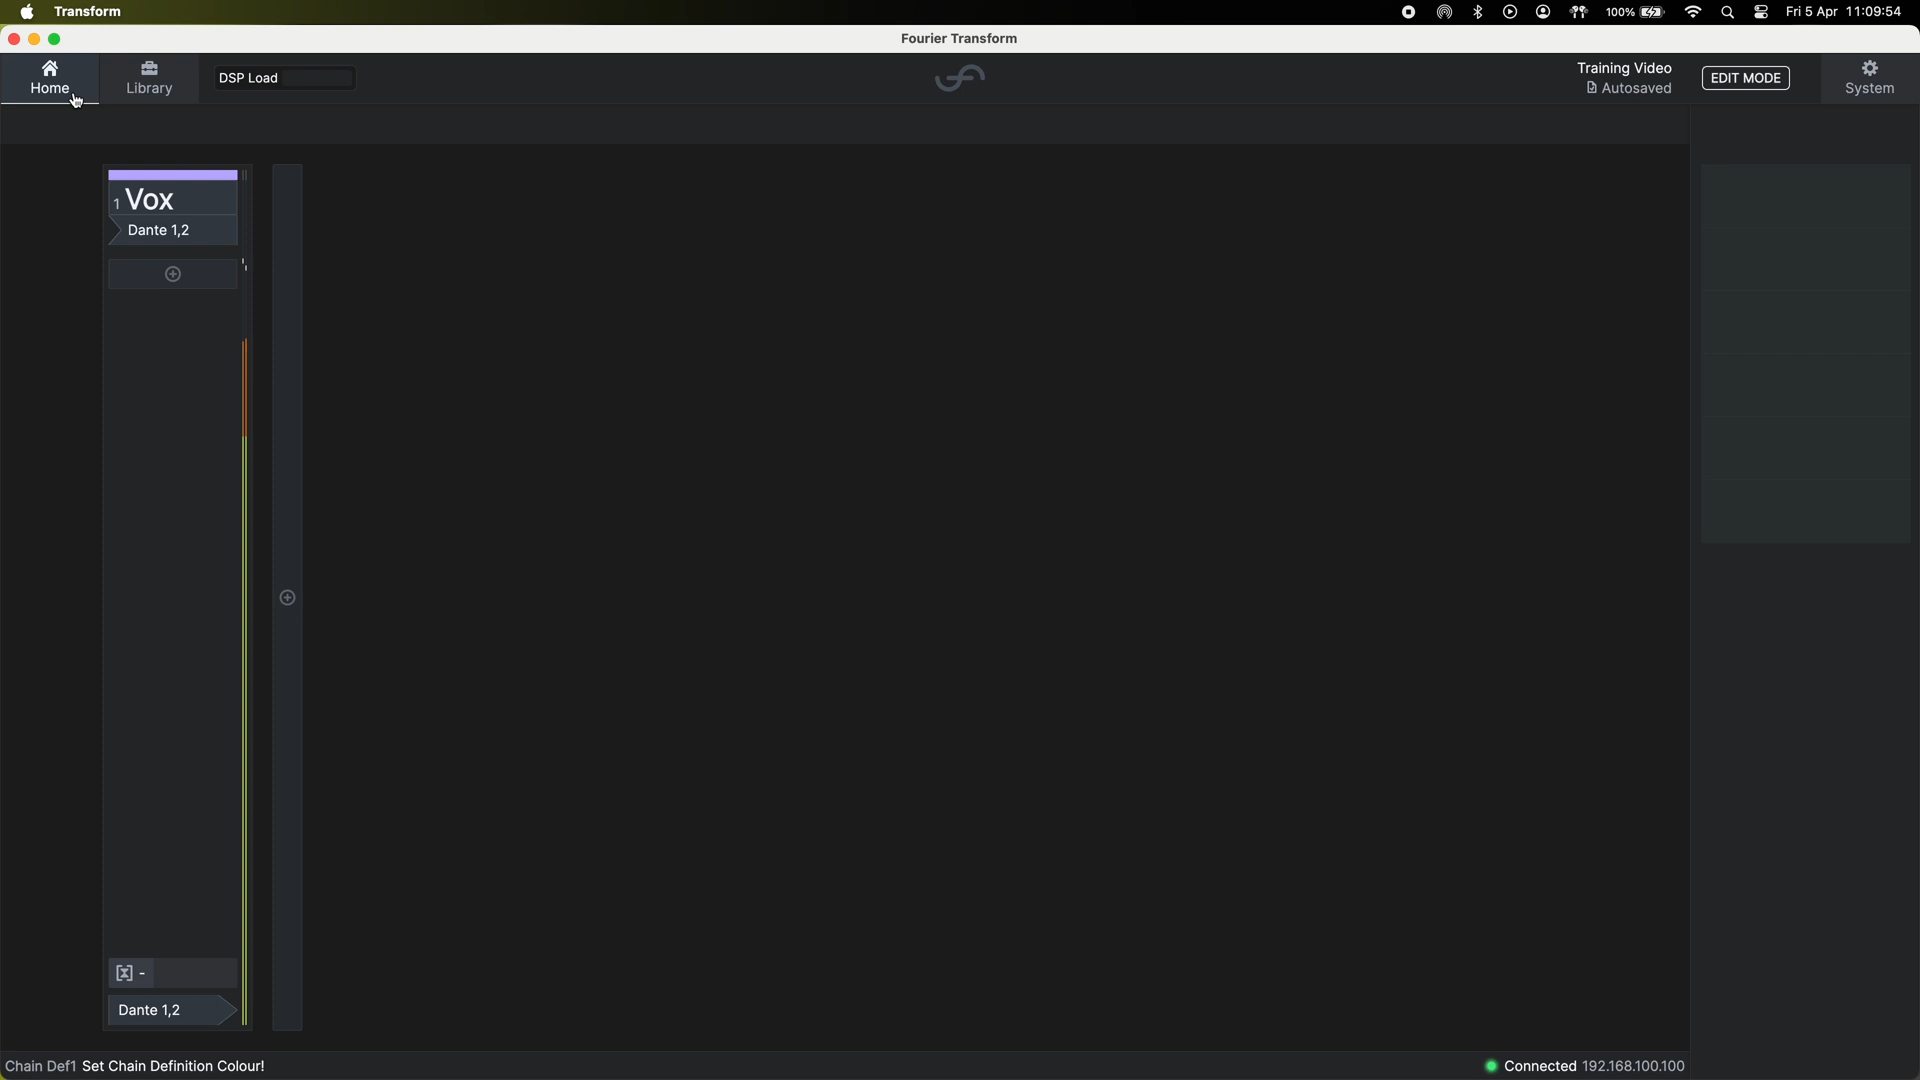 Transform
100%
Fri 5 Apr 11:09:54
Fourier Transform
Home
Library
DSP Load
Training Video
Autosaved
EDIT MODE
System
1 Vox
Dante 1,2
-
Dante 1,2
Chain Def1 Set Chain Definition Colour!
Connected 192.168.100.100